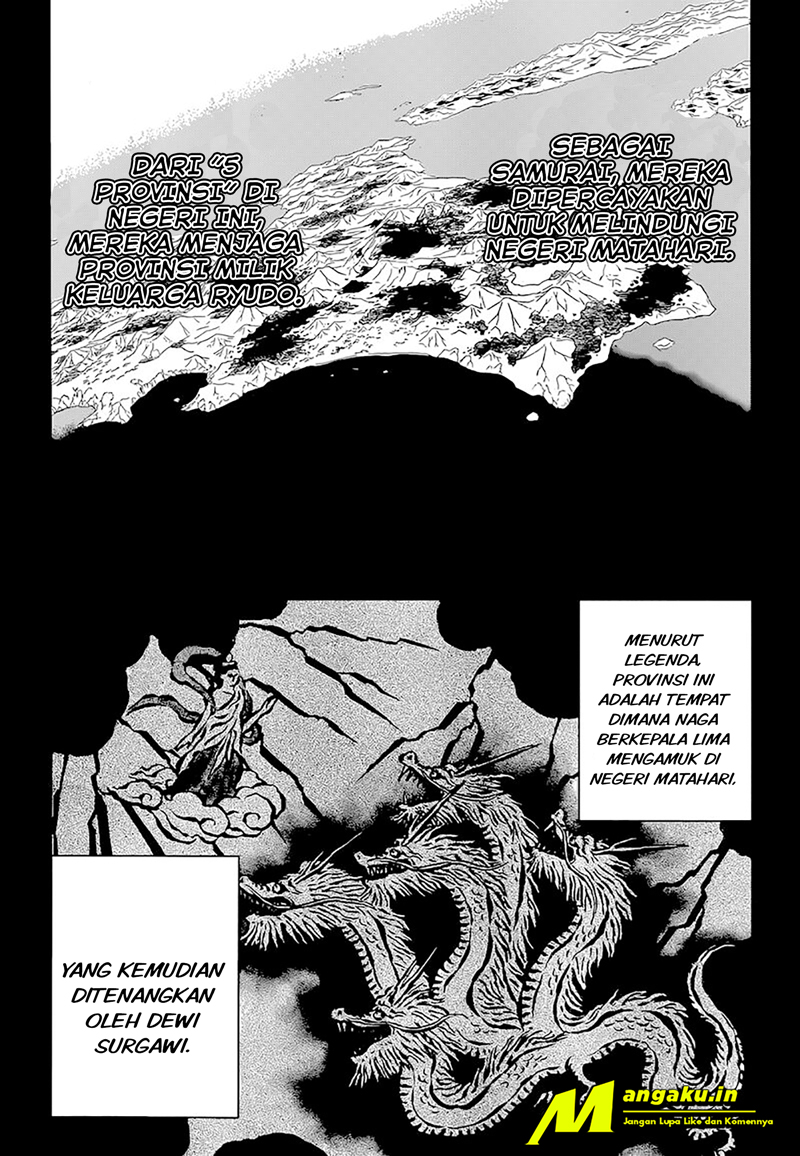 SEBAGAI
SAMURAI, MEREKA
DIPERCAYAKAN
UNTUK MELINDUNGI
NEGERI MATAHARI.
DARI "5
PROVINSI" DI
NEGERI INI,
MEREKA MENJAGA
PROVINSI MILIK
KELUARGA RYUDO.
MENURUT
LEGENDA,
PROVINSI INI
ADALAH TEMPAT
DIMANA NAGA
BERKEPALA LIMA
MENGAMUK DI
NEGERI MATAHARI,
YANG KEMUDIAN
DITENANGKAN
OLEH DEWI
SURGAWI.
Mangaku.in
Jangan Lupa Like dan Komennya